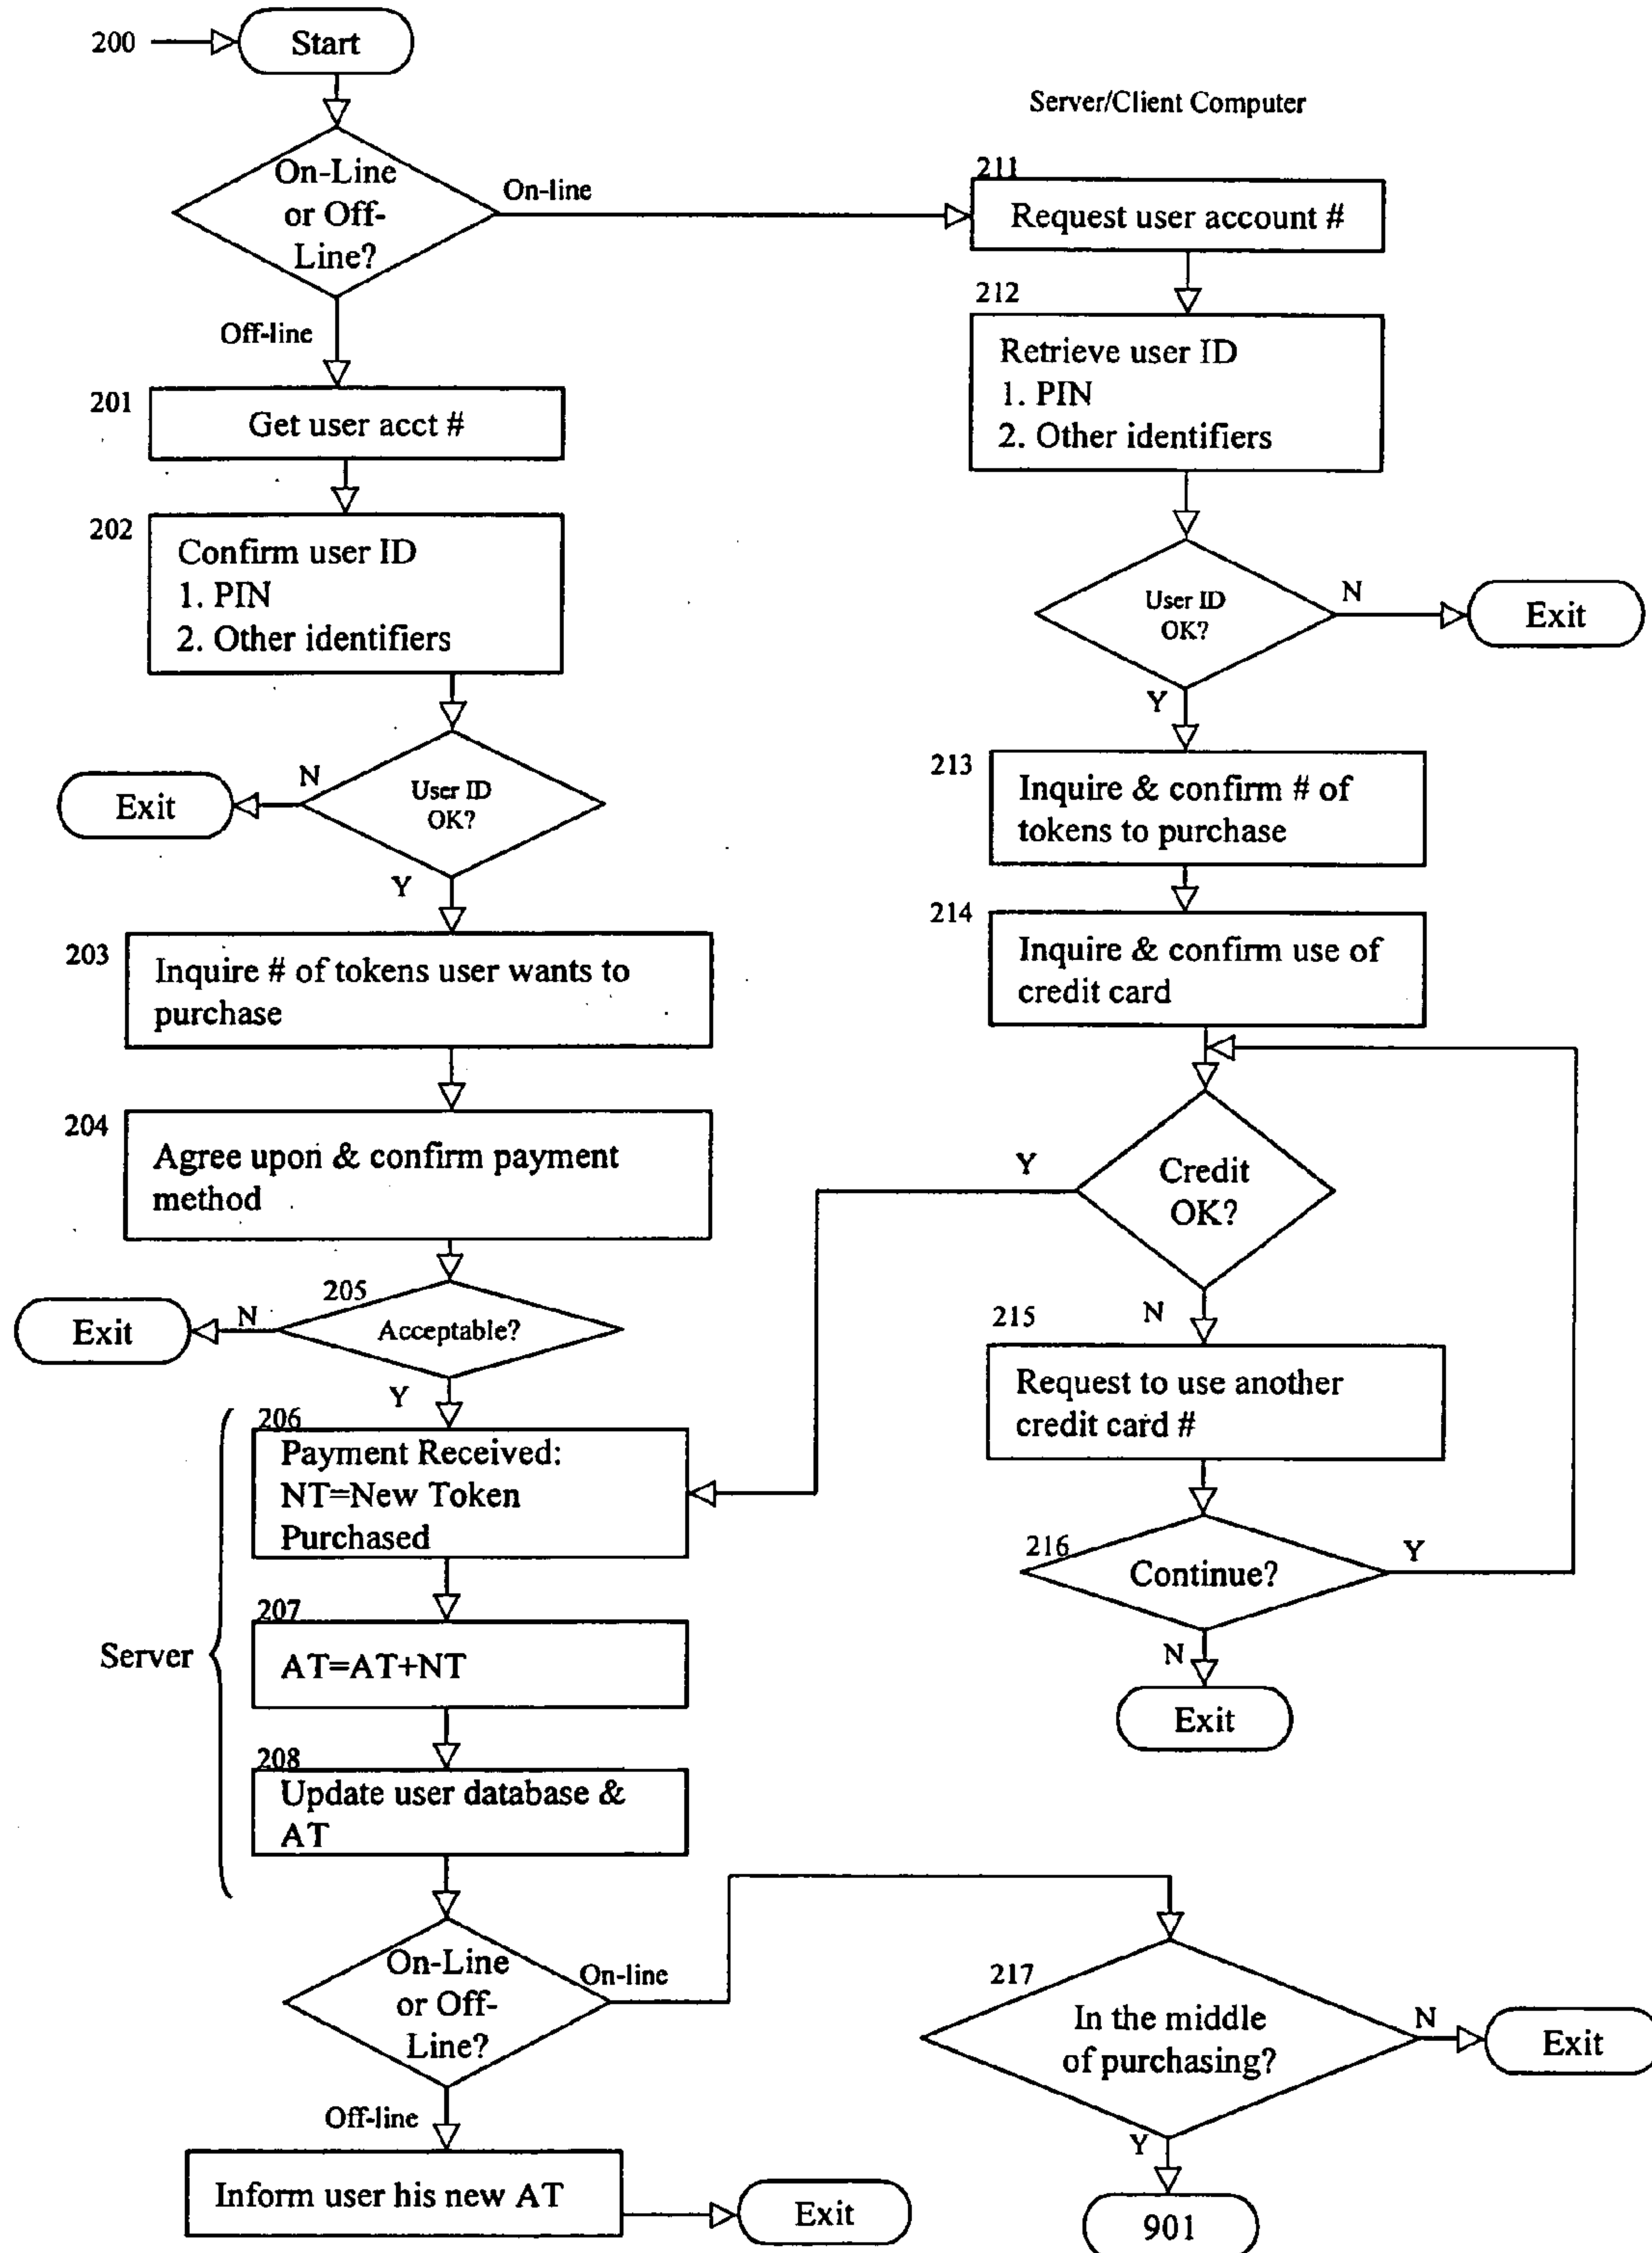 200
Start
On-Line
or Off-
Line?
On-line
Off-line
201
Get user acct #
202
Confirm user ID
1. PIN
2. Other identifiers
User ID
OK?
N
Exit
Y
203
Inquire # of tokens user wants to
purchase
204
Agree upon & confirm payment
method
205
Acceptable?
N
Exit
Y
Server
206
Payment Received:
NT=New Token
Purchased
207
AT=AT+NT
208
Update user database &
AT
On-Line
or Off-
Line?
On-line
Off-line
Inform user his new AT
Exit
Server/Client Computer
211
Request user account #
212
Retrieve user ID
1. PIN
2. Other identifiers
User ID
OK?
N
Exit
Y
213
Inquire & confirm # of
tokens to purchase
214
Inquire & confirm use of
credit card
Credit
OK?
Y
N
215
Request to use another
credit card #
216
Continue?
Y
N
Exit
217
In the middle
of purchasing?
N
Exit
Y
901